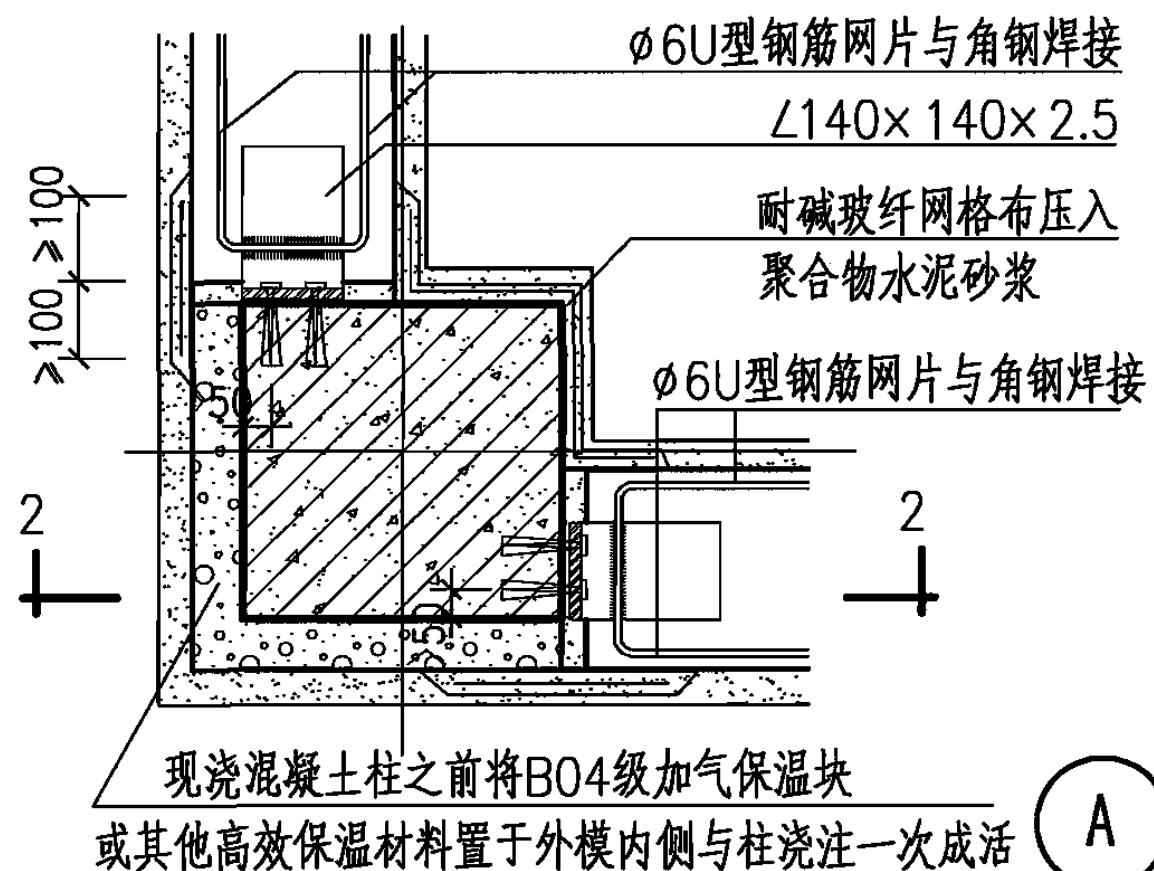 ϕ6U型钢筋网片与角钢焊接
∠140×140×2.5
耐碱玻纤网格布压入
聚合物水泥砂浆
≥100
≥100
ϕ6U型钢筋网片与角钢焊接
50
2
2
50
现浇混凝土柱之前将B04级加气保温块
或其他高效保温材料置于外模内侧与柱浇注一次成活
A